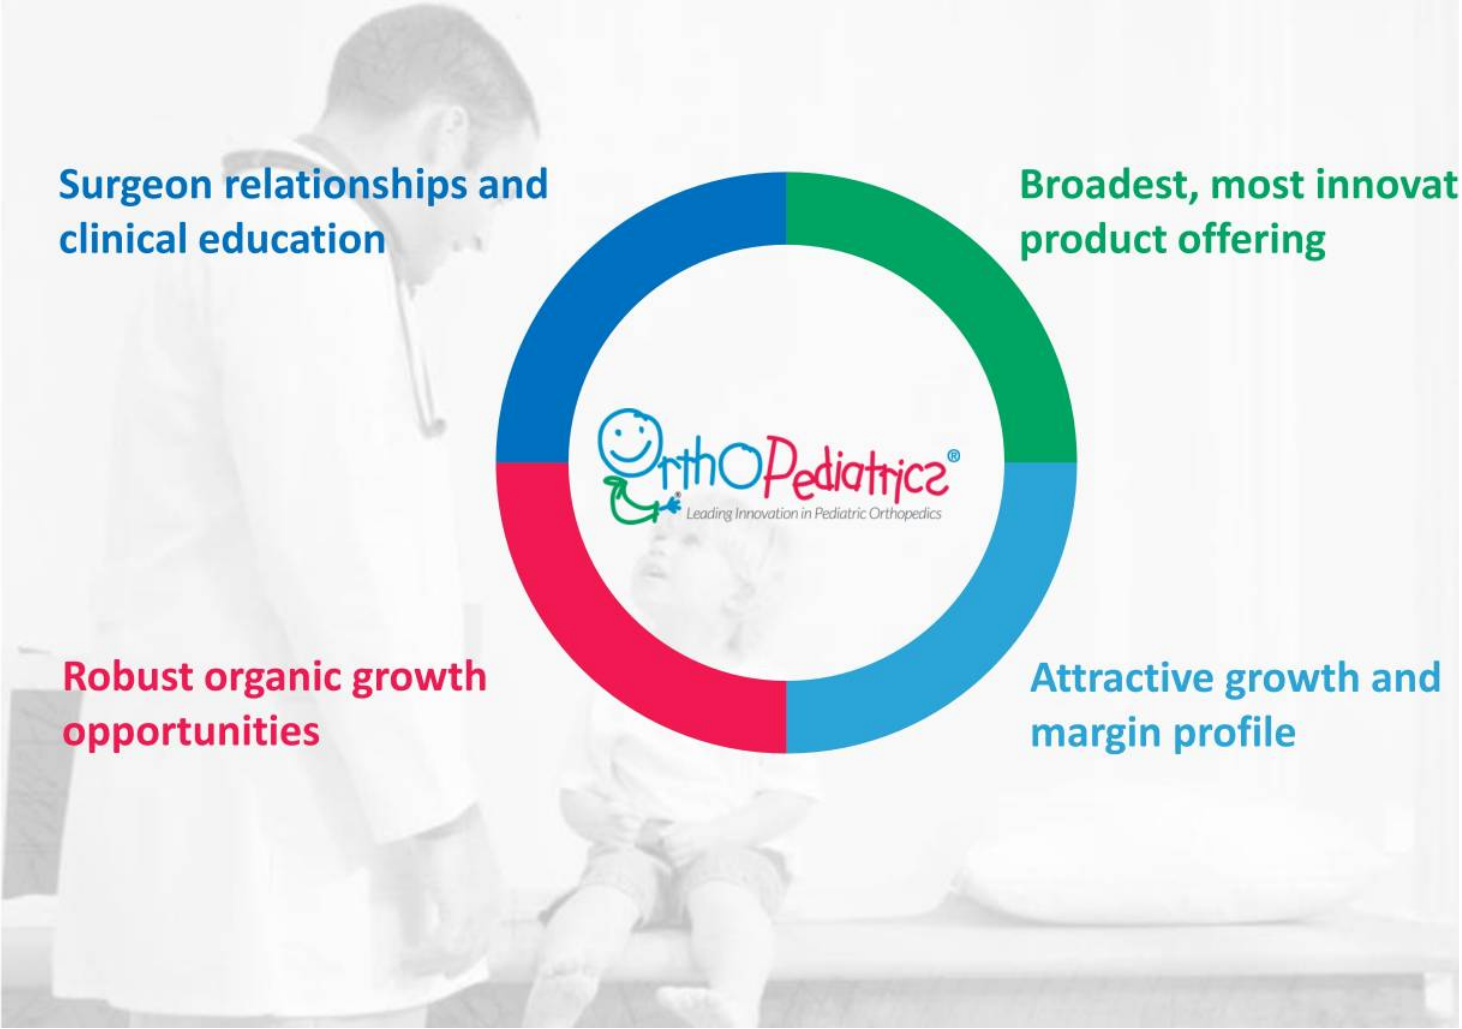 Surgeon relationships and
clinical education
Broadest, most innovat
product offering
OrthOPediatrics®
®
Leading Innovation in Pediatric Orthopedics
Robust organic growth
opportunities
Attractive growth and
margin profile